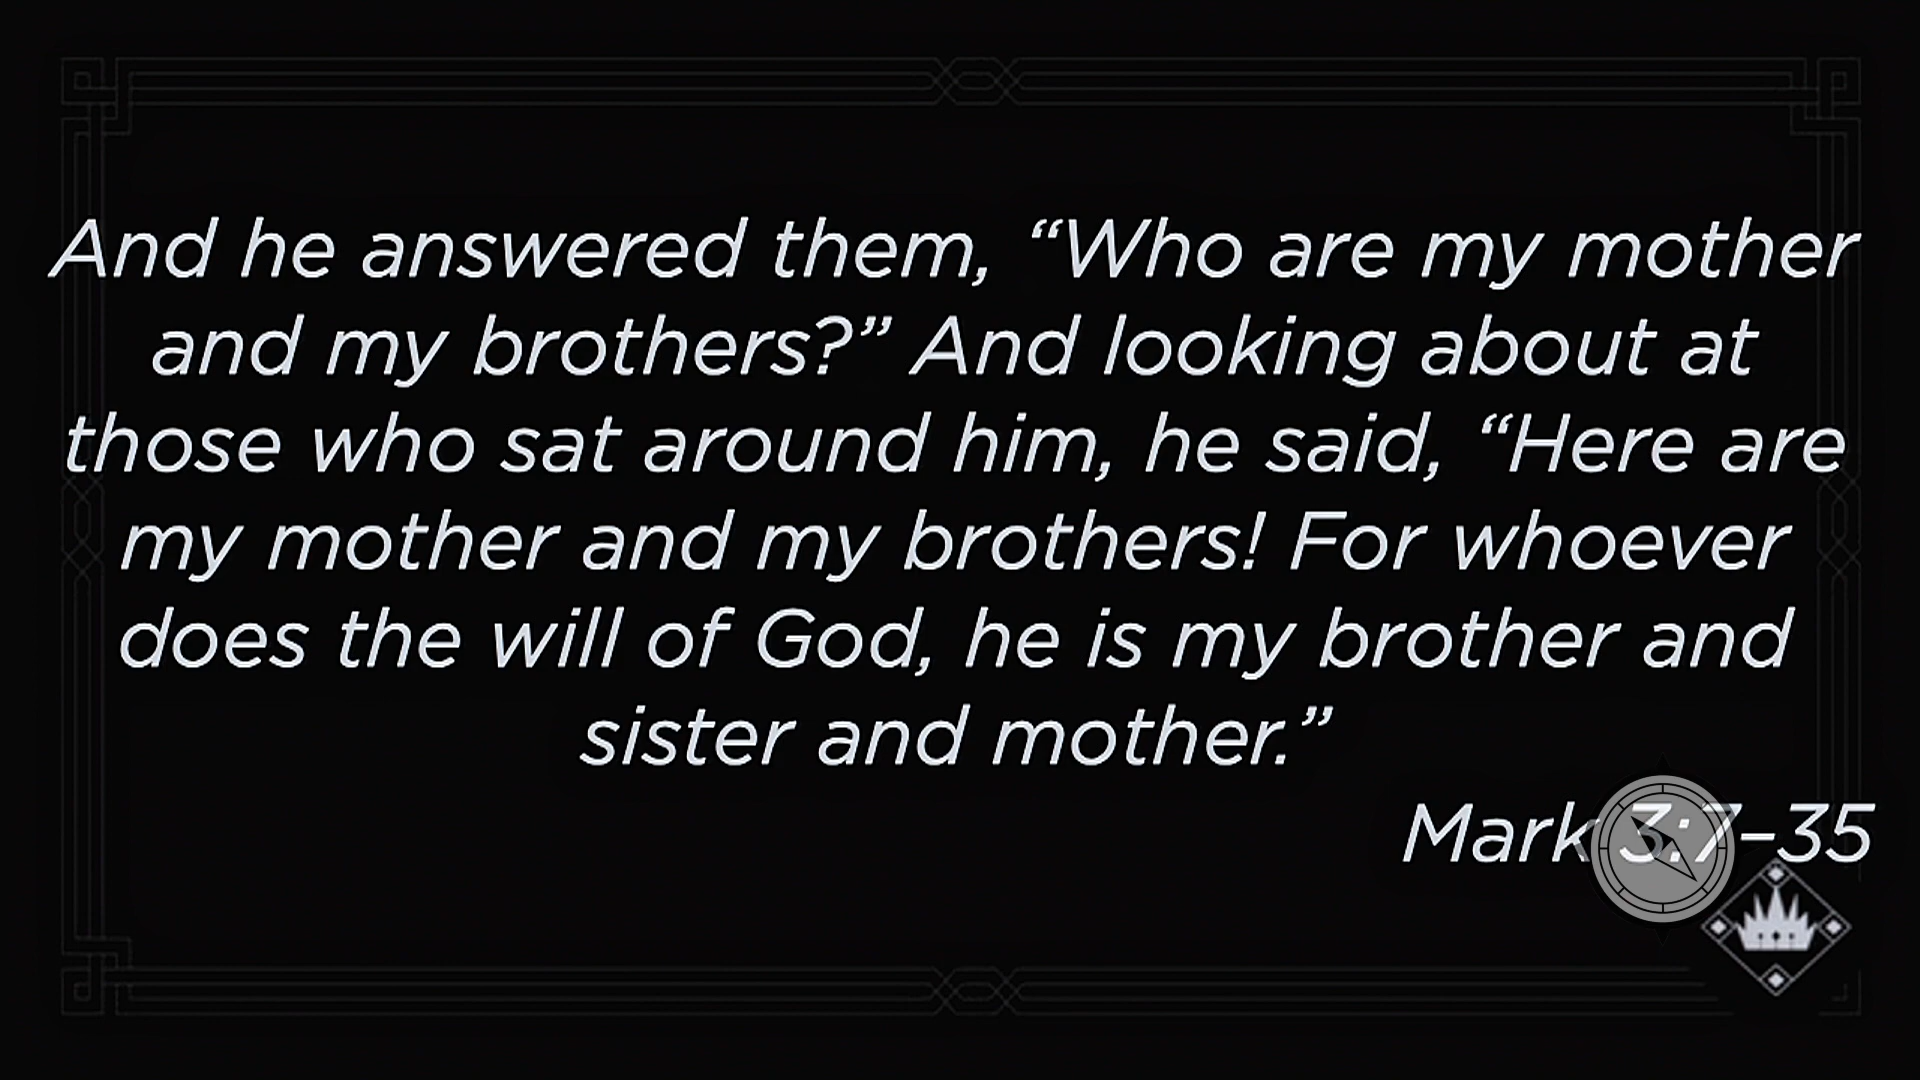 And he answered them, “Who are my mother
and my brothers?” And looking about at
those who sat around him, he said, “Here are
my mother and my brothers! For whoever
does the will of God, he is my brother and
sister and mother.”
Mark 3:7–35